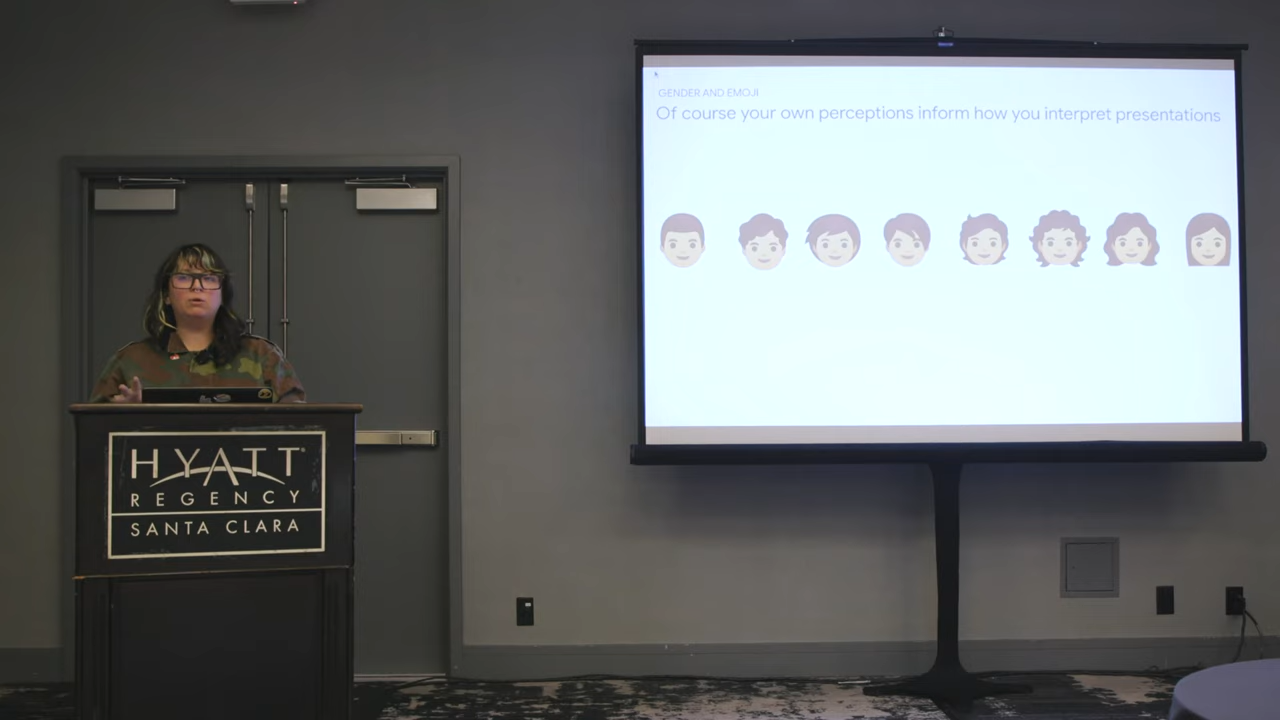 GENDER AND EMOJI
Of course your own perceptions inform how you interpret presentations
HYATT
REGENCY
SANTA CLARA